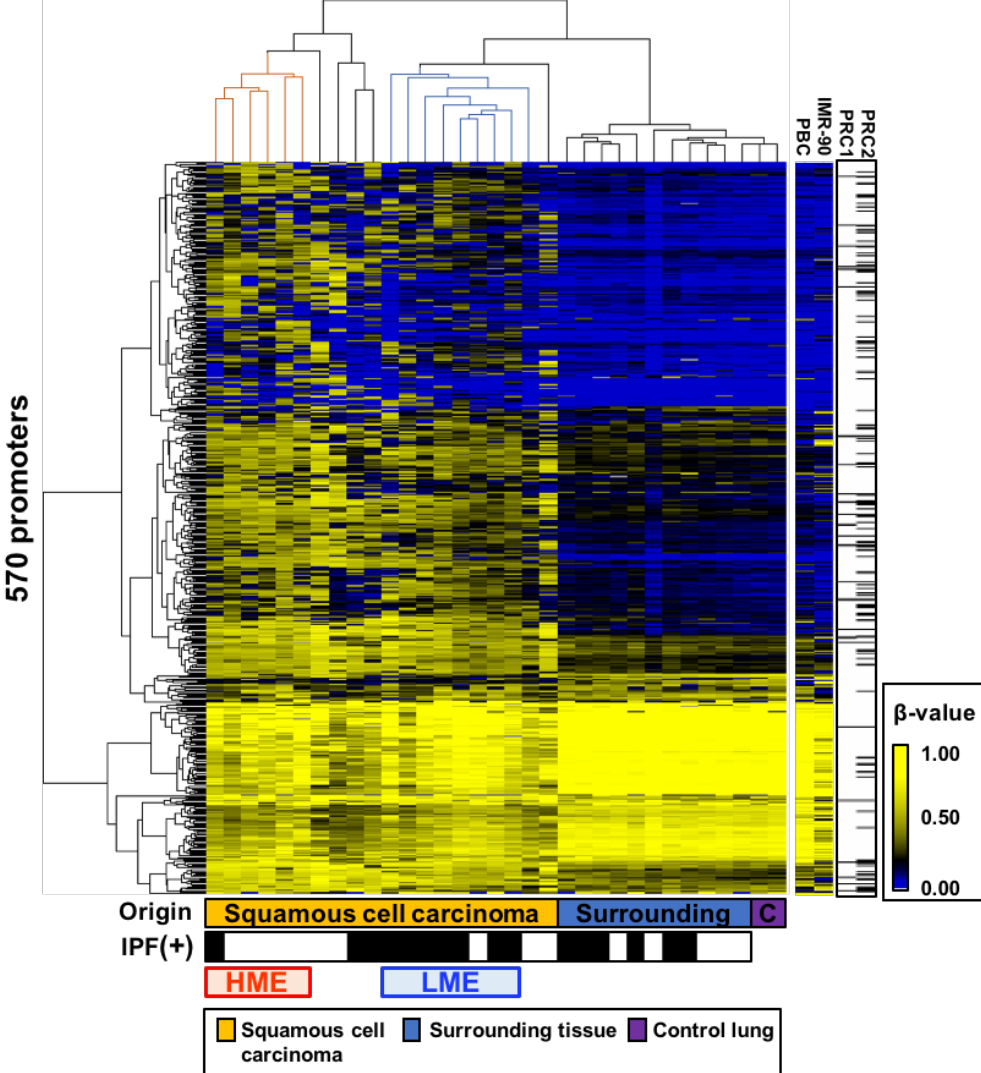 PBC
IMR-90
PRC1
PRC2
570 promoters
β-value
1.00
0.50
0.00
Origin
Squamous cell carcinoma
Surrounding
C
IPF(+)
HME
LME
Squamous cell
carcinoma
Surrounding tissue
Control lung